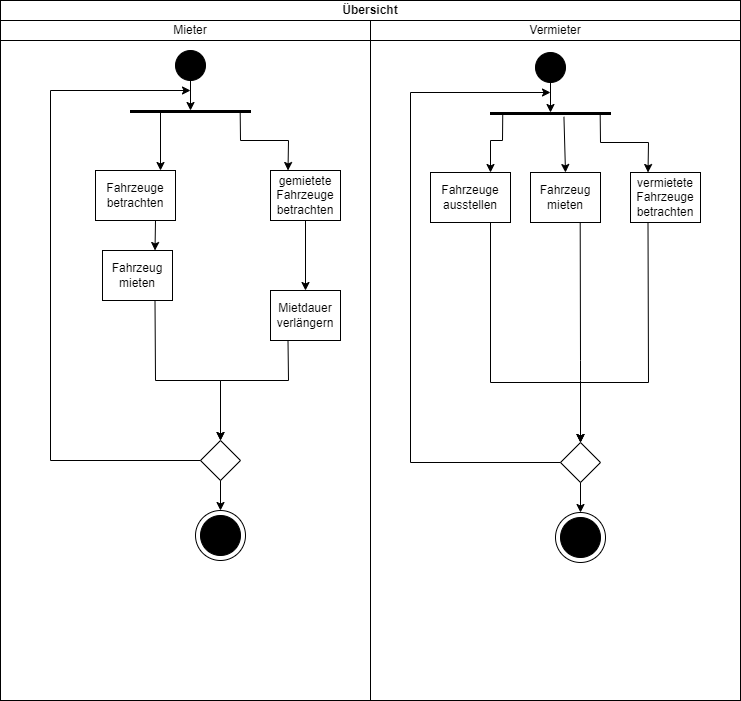 Übersicht
Mieter
Vermieter
Fahrzeuge
betrachten
gemietete
Fahrzeuge
betrachten
Fahrzeug
mieten
Mietdauer
verlängern
Fahrzeuge
ausstellen
Fahrzeug
mieten
vermietete
Fahrzeuge
betrachten